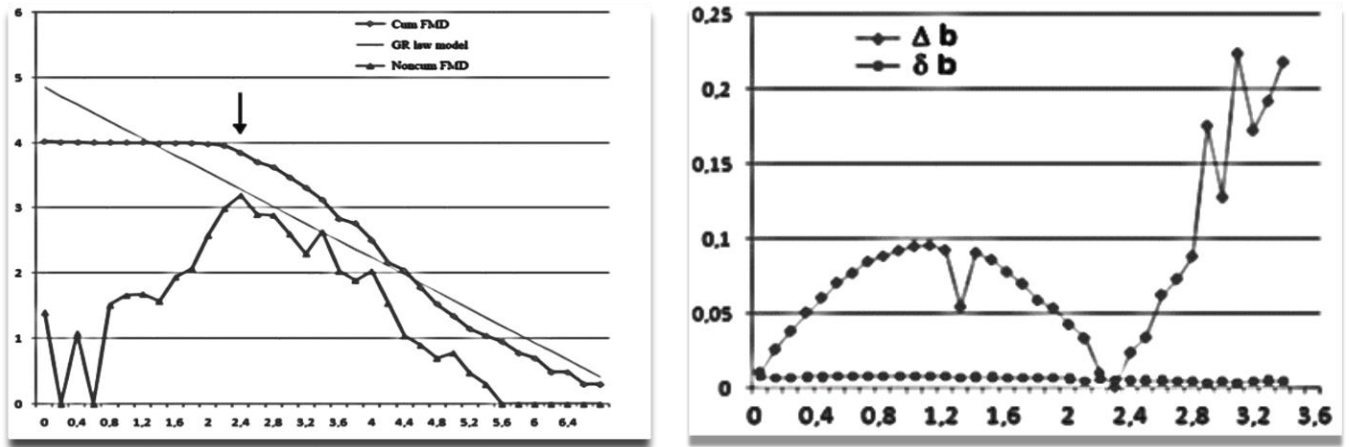 6
5
4
3
2
1
0
Cum FMD
GR low model
Noncum FMD
0 0,4 0,8 1,2 1,6 2 2,4 2,8 3,2 3,6 4 4,4 4,8 5,2 5,6 6 6,4
0,25
0,2
0,15
0,1
0,05
0
Δ b
δ b
0 0,4 0,8 1,2 1,6 2 2,4 2,8 3,2 3,6